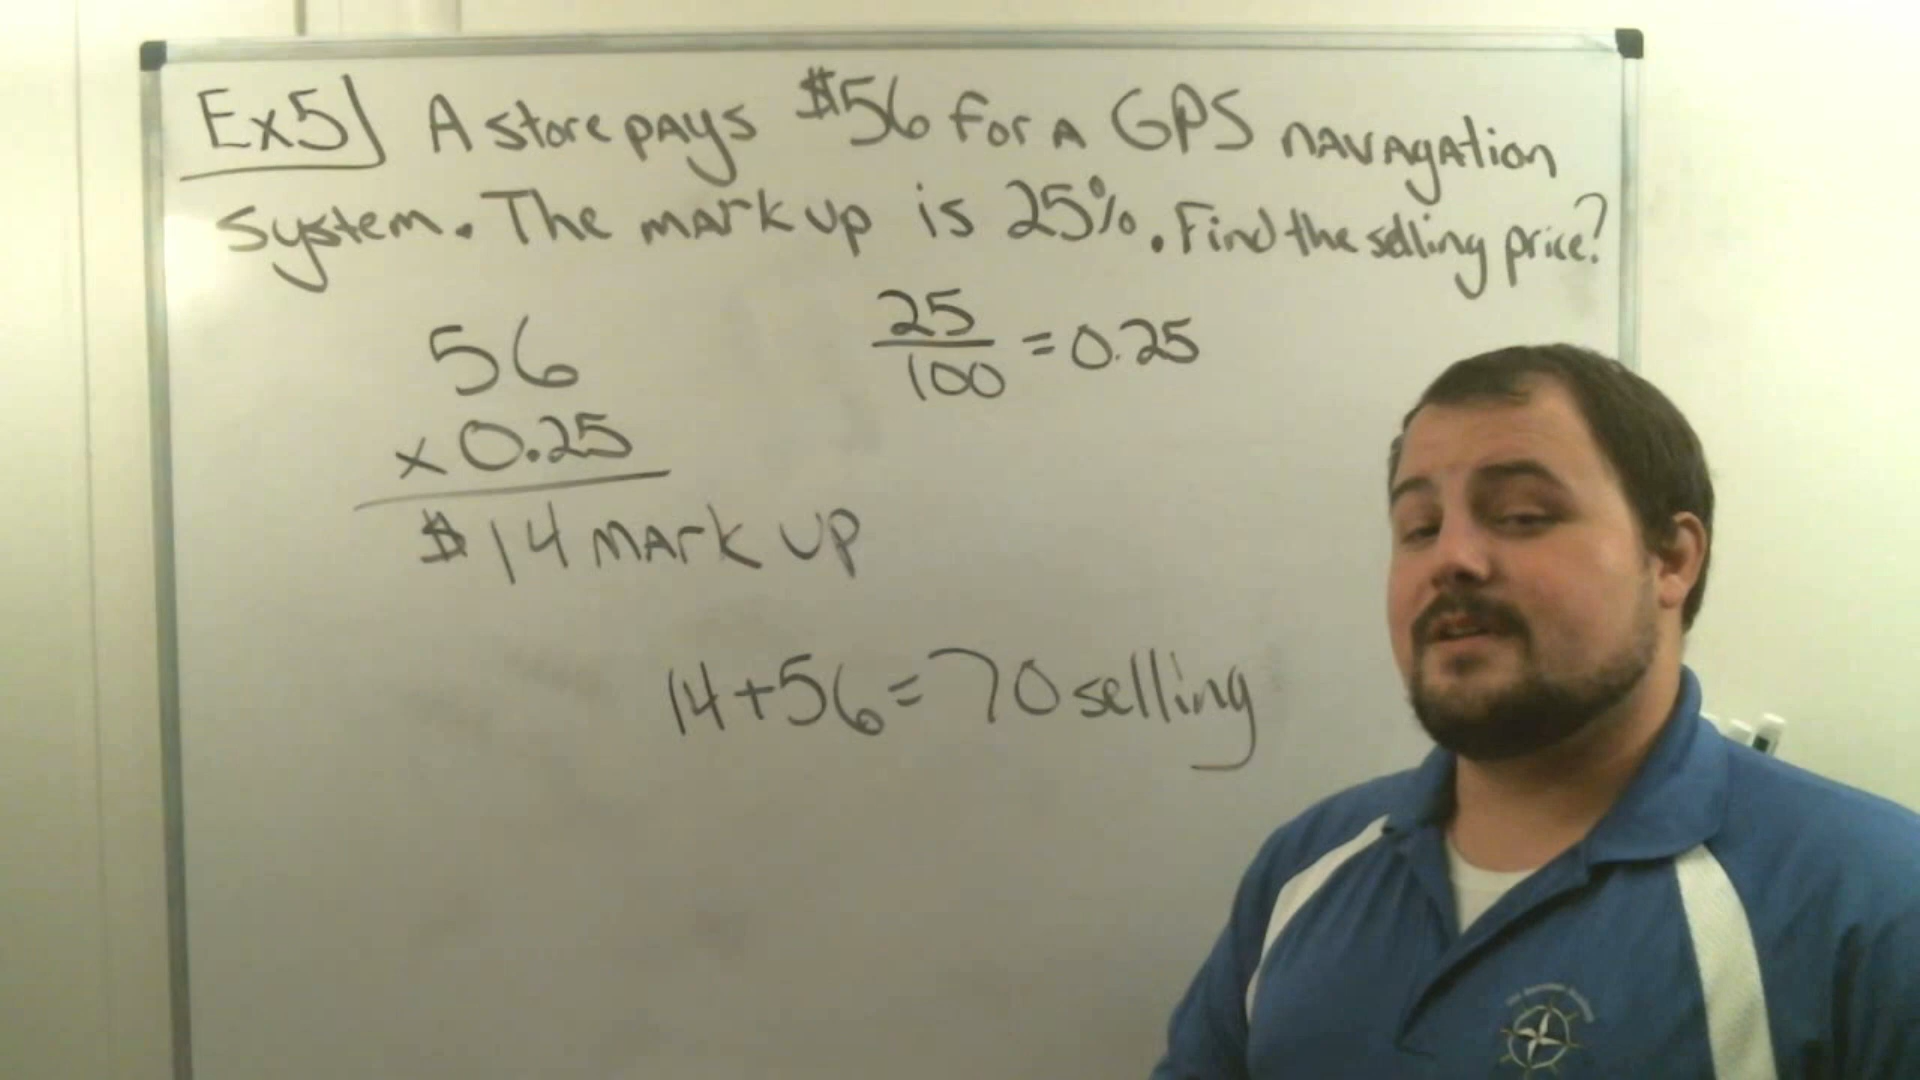 Ex5) A store pays $56 for a GPS navagation
system. The mark up is 25%. Find the selling price?
56
x 0.25
$14 mark up
25
100
= 0.25
14+56=70 selling